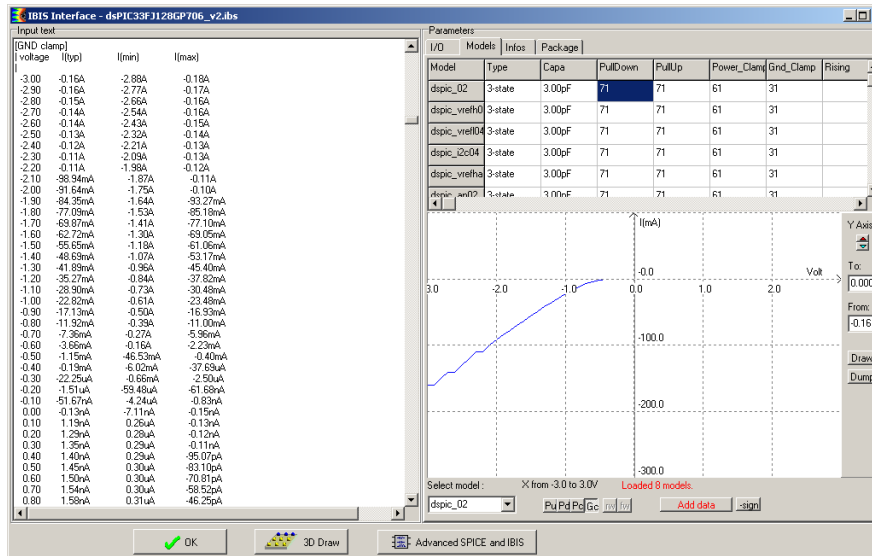 IBIS Interface - dsPIC33FJ128GP706_v2.ibs
Input text
[GND clamp]
| voltage I(typ) I(min) I(max)
|
-3.00 -0.16A -2.88A -0.18A
-2.90 -0.16A -2.77A -0.17A
-2.80 -0.15A -2.66A -0.16A
-2.70 -0.14A -2.54A -0.16A
-2.60 -0.14A -2.43A -0.15A
-2.50 -0.13A -2.32A -0.14A
-2.40 -0.12A -2.21A -0.13A
-2.30 -0.11A -2.09A -0.13A
-2.20 -0.11A -1.98A -0.12A
-2.10 -98.94mA -1.87A -0.11A
-2.00 -91.64mA -1.75A -0.10A
-1.90 -84.35mA -1.64A -93.27mA
-1.80 -77.09mA -1.53A -85.18mA
-1.70 -69.87mA -1.41A -77.10mA
-1.60 -62.72mA -1.30A -69.05mA
-1.50 -55.65mA -1.18A -61.06mA
-1.40 -48.69mA -1.07A -53.17mA
-1.30 -41.89mA -0.96A -45.40mA
-1.20 -35.27mA -0.84A -37.82mA
-1.10 -28.90mA -0.73A -30.48mA
-1.00 -22.82mA -0.61A -23.48mA
-0.90 -17.13mA -0.50A -16.93mA
-0.80 -11.92mA -0.39A -11.00mA
-0.70 -7.36mA -0.27A -5.96mA
-0.60 -3.66mA -0.16A -2.23mA
-0.50 -1.15mA -46.53mA -0.40mA
-0.40 -0.19mA -6.02mA -37.69uA
-0.30 -22.25uA -0.66mA -2.50uA
-0.20 -1.51uA -59.48uA -61.68nA
-0.10 -51.67nA -4.24uA -0.83nA
0.00 -0.13nA -7.11nA -0.15nA
0.10 1.19nA 0.26uA -0.13nA
0.20 1.29nA 0.28uA -0.12nA
0.30 1.35nA 0.29uA -0.11nA
0.40 1.40nA 0.29uA -95.07pA
0.50 1.45nA 0.30uA -83.10pA
0.60 1.50nA 0.30uA -70.81pA
0.70 1.54nA 0.30uA -58.52pA
0.80 1.58nA 0.31uA -46.25pA
Parameters
I/O Models Infos Package
Model Type Capa PullDown PullUp Power_Clamp Gnd_Clamp Rising
dspic_02 3-state 3.00pF 71 71 61 31
dspic_vrefh0 3-state 3.00pF 71 71 61 31
dspic_vrefl04 3-state 3.00pF 71 71 61 31
dspic_i2c04 3-state 3.00pF 71 71 61 31
dspic_vrefha 3-state 3.00pF 71 71 61 31
dspic_an02 3-state 3.00pF 71 71 61 31
I(mA)
-0.0
Volt
3.0 -2.0 -1.0 0.0 1.0 2.0
-100.0
-200.0
-300.0
Y Axis
To:
0.000
From:
-0.16
Draw
Dump
Select model : X from -3.0 to 3.0V Loaded 8 models.
dspic_02 Pu Pd Pc Gc rw fw Add data -sign
OK 3D Draw Advanced SPICE and IBIS